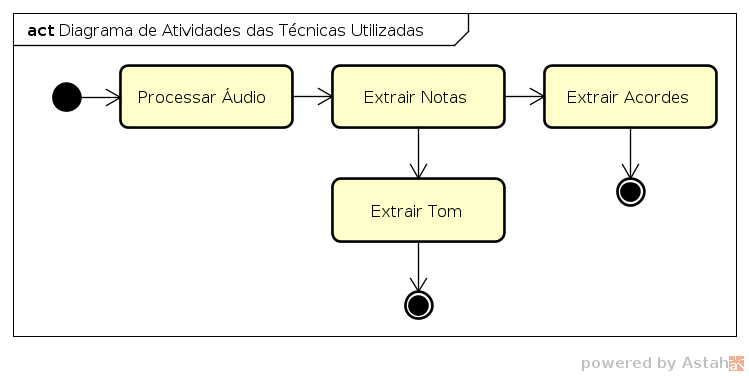 act Diagrama de Atividades das Técnicas Utilizadas
Processar Áudio
Extrair Notas
Extrair Acordes
Extrair Tom
powered by Astah